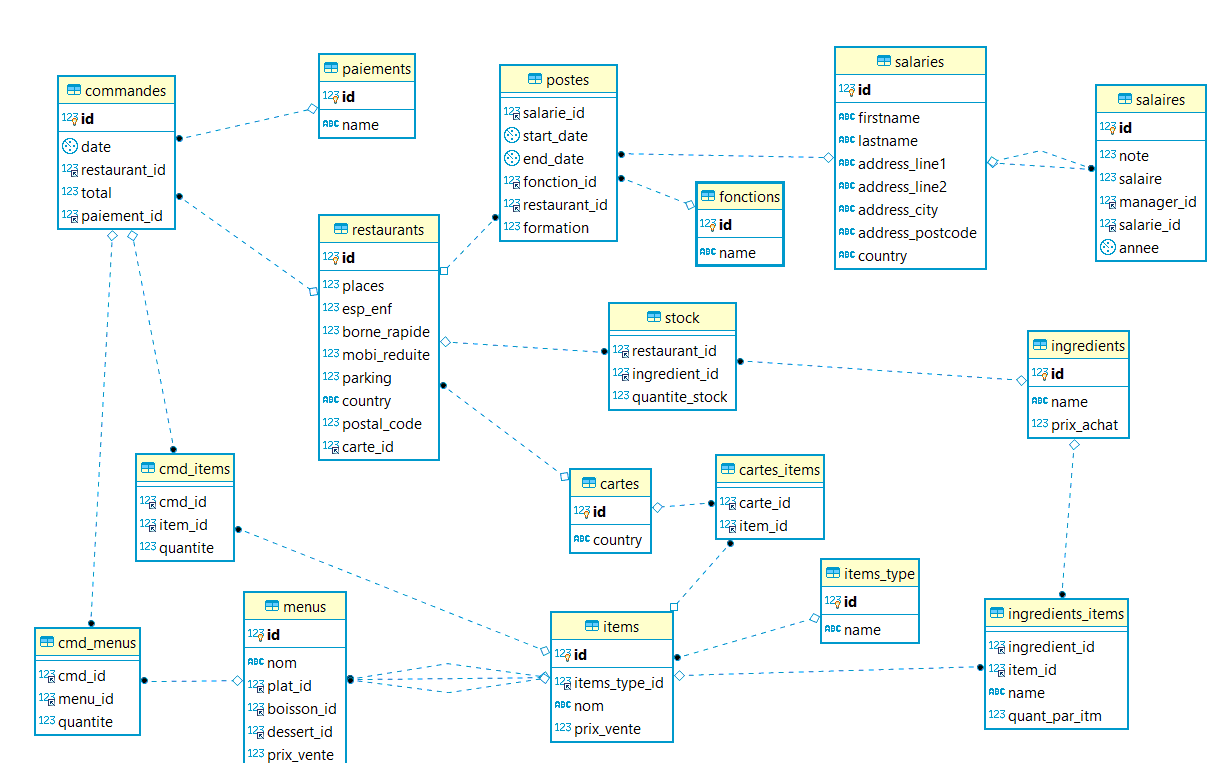 commandes
id
date
restaurant_id
total
paiement_id
paiements
id
name
postes
salarie_id
start_date
end_date
fonction_id
restaurant_id
formation
salaries
id
firstname
lastname
address_line1
address_line2
address_city
address_postcode
country
salaires
id
note
salaire
manager_id
salarie_id
annee
fonctions
id
name
restaurants
id
places
esp_enf
borne_rapide
mobi_reduite
parking
country
postal_code
carte_id
stock
restaurant_id
ingredient_id
quantite_stock
ingredients
id
name
prix_achat
cmd_items
cmd_id
item_id
quantite
cartes
id
country
cartes_items
carte_id
item_id
items_type
id
name
cmd_menus
cmd_id
menu_id
quantite
menus
id
nom
plat_id
boisson_id
dessert_id
prix_vente
items
id
items_type_id
nom
prix_vente
ingredients_items
ingredient_id
item_id
name
quant_par_itm